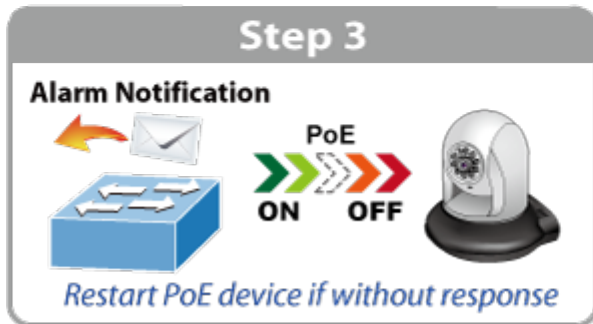 Step 3
Alarm Notification
PoE
ON OFF
Restart PoE device if without response